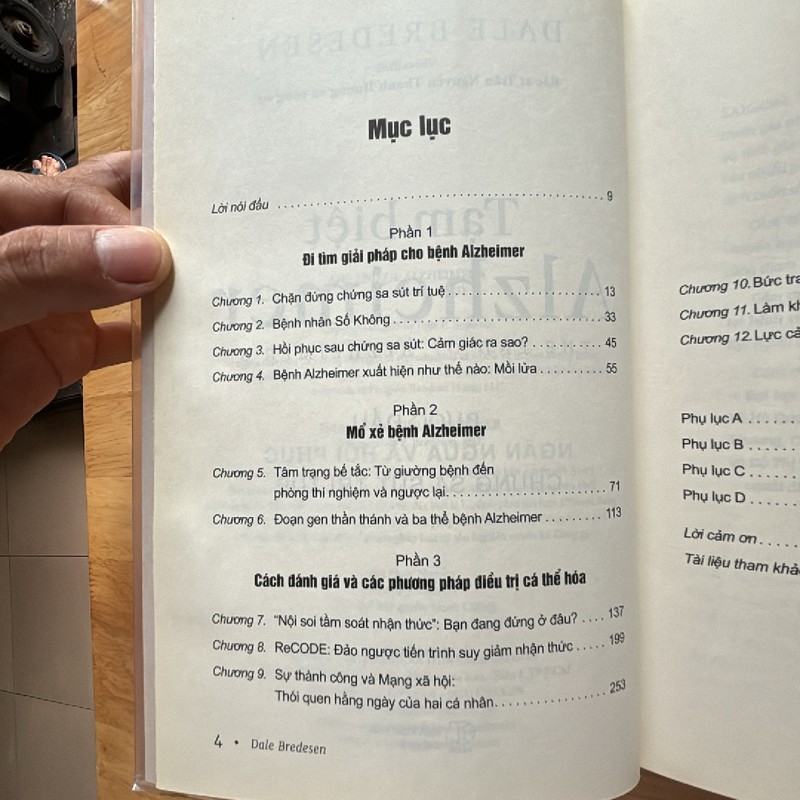 Mục lục
Lời nói đầu ........................................ 9
Phần 1
Đi tìm giải pháp cho bệnh Alzheimer
Chương 1. Chặn đứng chứng sa sút trí tuệ .................. 13
Chương 2. Bệnh nhân Số Không .................. 33
Chương 3. Hồi phục sau chứng sa sút: Cảm giác ra sao? .......... 45
Chương 4. Bệnh Alzheimer xuất hiện như thế nào: Mồi lửa .......... 55
Phần 2
Mổ xẻ bệnh Alzheimer
Chương 5. Tâm trạng bế tắc: Từ giường bệnh đến
phòng thí nghiệm và ngược lại .................. 71
Chương 6. Đoạn gen thần thánh và ba thể bệnh Alzheimer ......... 113
Phần 3
Cách đánh giá và các phương pháp điều trị cá thể hóa
Chương 7. “Nội soi tầm soát nhận thức”: Bạn đang đứng ở đâu? .... 137
Chương 8. ReCODE: Đảo ngược tiến trình suy giảm nhận thức ..... 199
Chương 9. Sự thành công và Mạng xã hội:
Thói quen hằng ngày của hai cá nhân .................. 253
4 • Dale Bredesen
Chương 10. Bức
Chương 11. Làm
Chương 12. Lực
Phụ lục A ......
Phụ lục B ......
Phụ lục C ......
Phụ lục D ......
Lời cảm ơn .....
Tài liệu tham